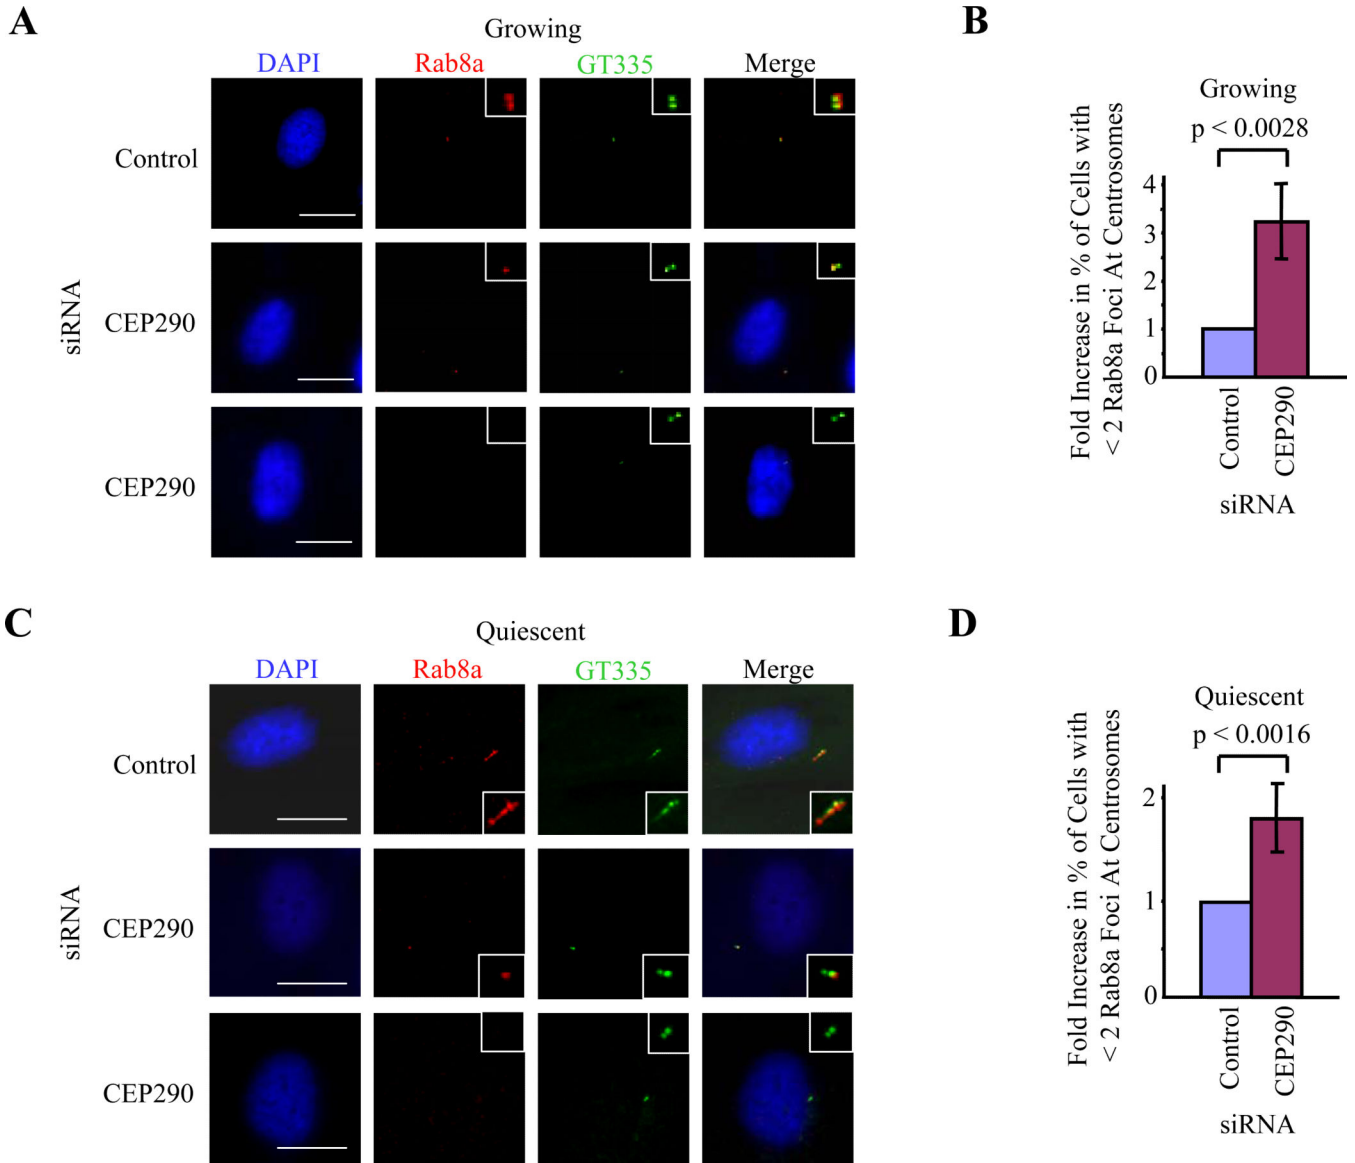 A
Growing
DAPI
Rab8a
GT335
Merge
Control
CEP290
CEP290
siRNA
B
Growing
p < 0.0028
Fold Increase in % of Cells with
< 2 Rab8a Foci At Centrosomes
4
3
2
1
0
Control
CEP290
siRNA
C
Quiescent
DAPI
Rab8a
GT335
Merge
Control
CEP290
CEP290
siRNA
D
Quiescent
p < 0.0016
Fold Increase in % of Cells with
< 2 Rab8a Foci At Centrosomes
2
1
0
Control
CEP290
siRNA